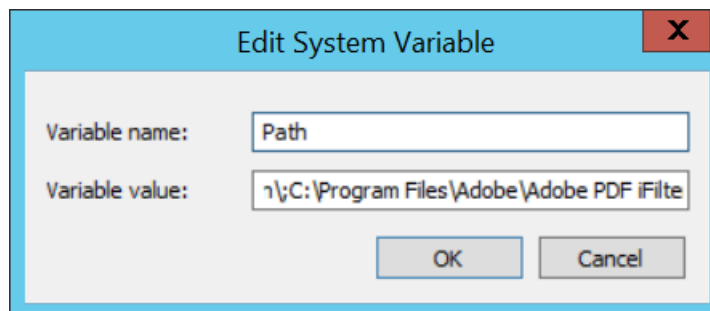 Edit System Variable
X
Variable name:
Path
Variable value:
\;C:\Program Files\Adobe\Adobe PDF iFilte
OK
Cancel